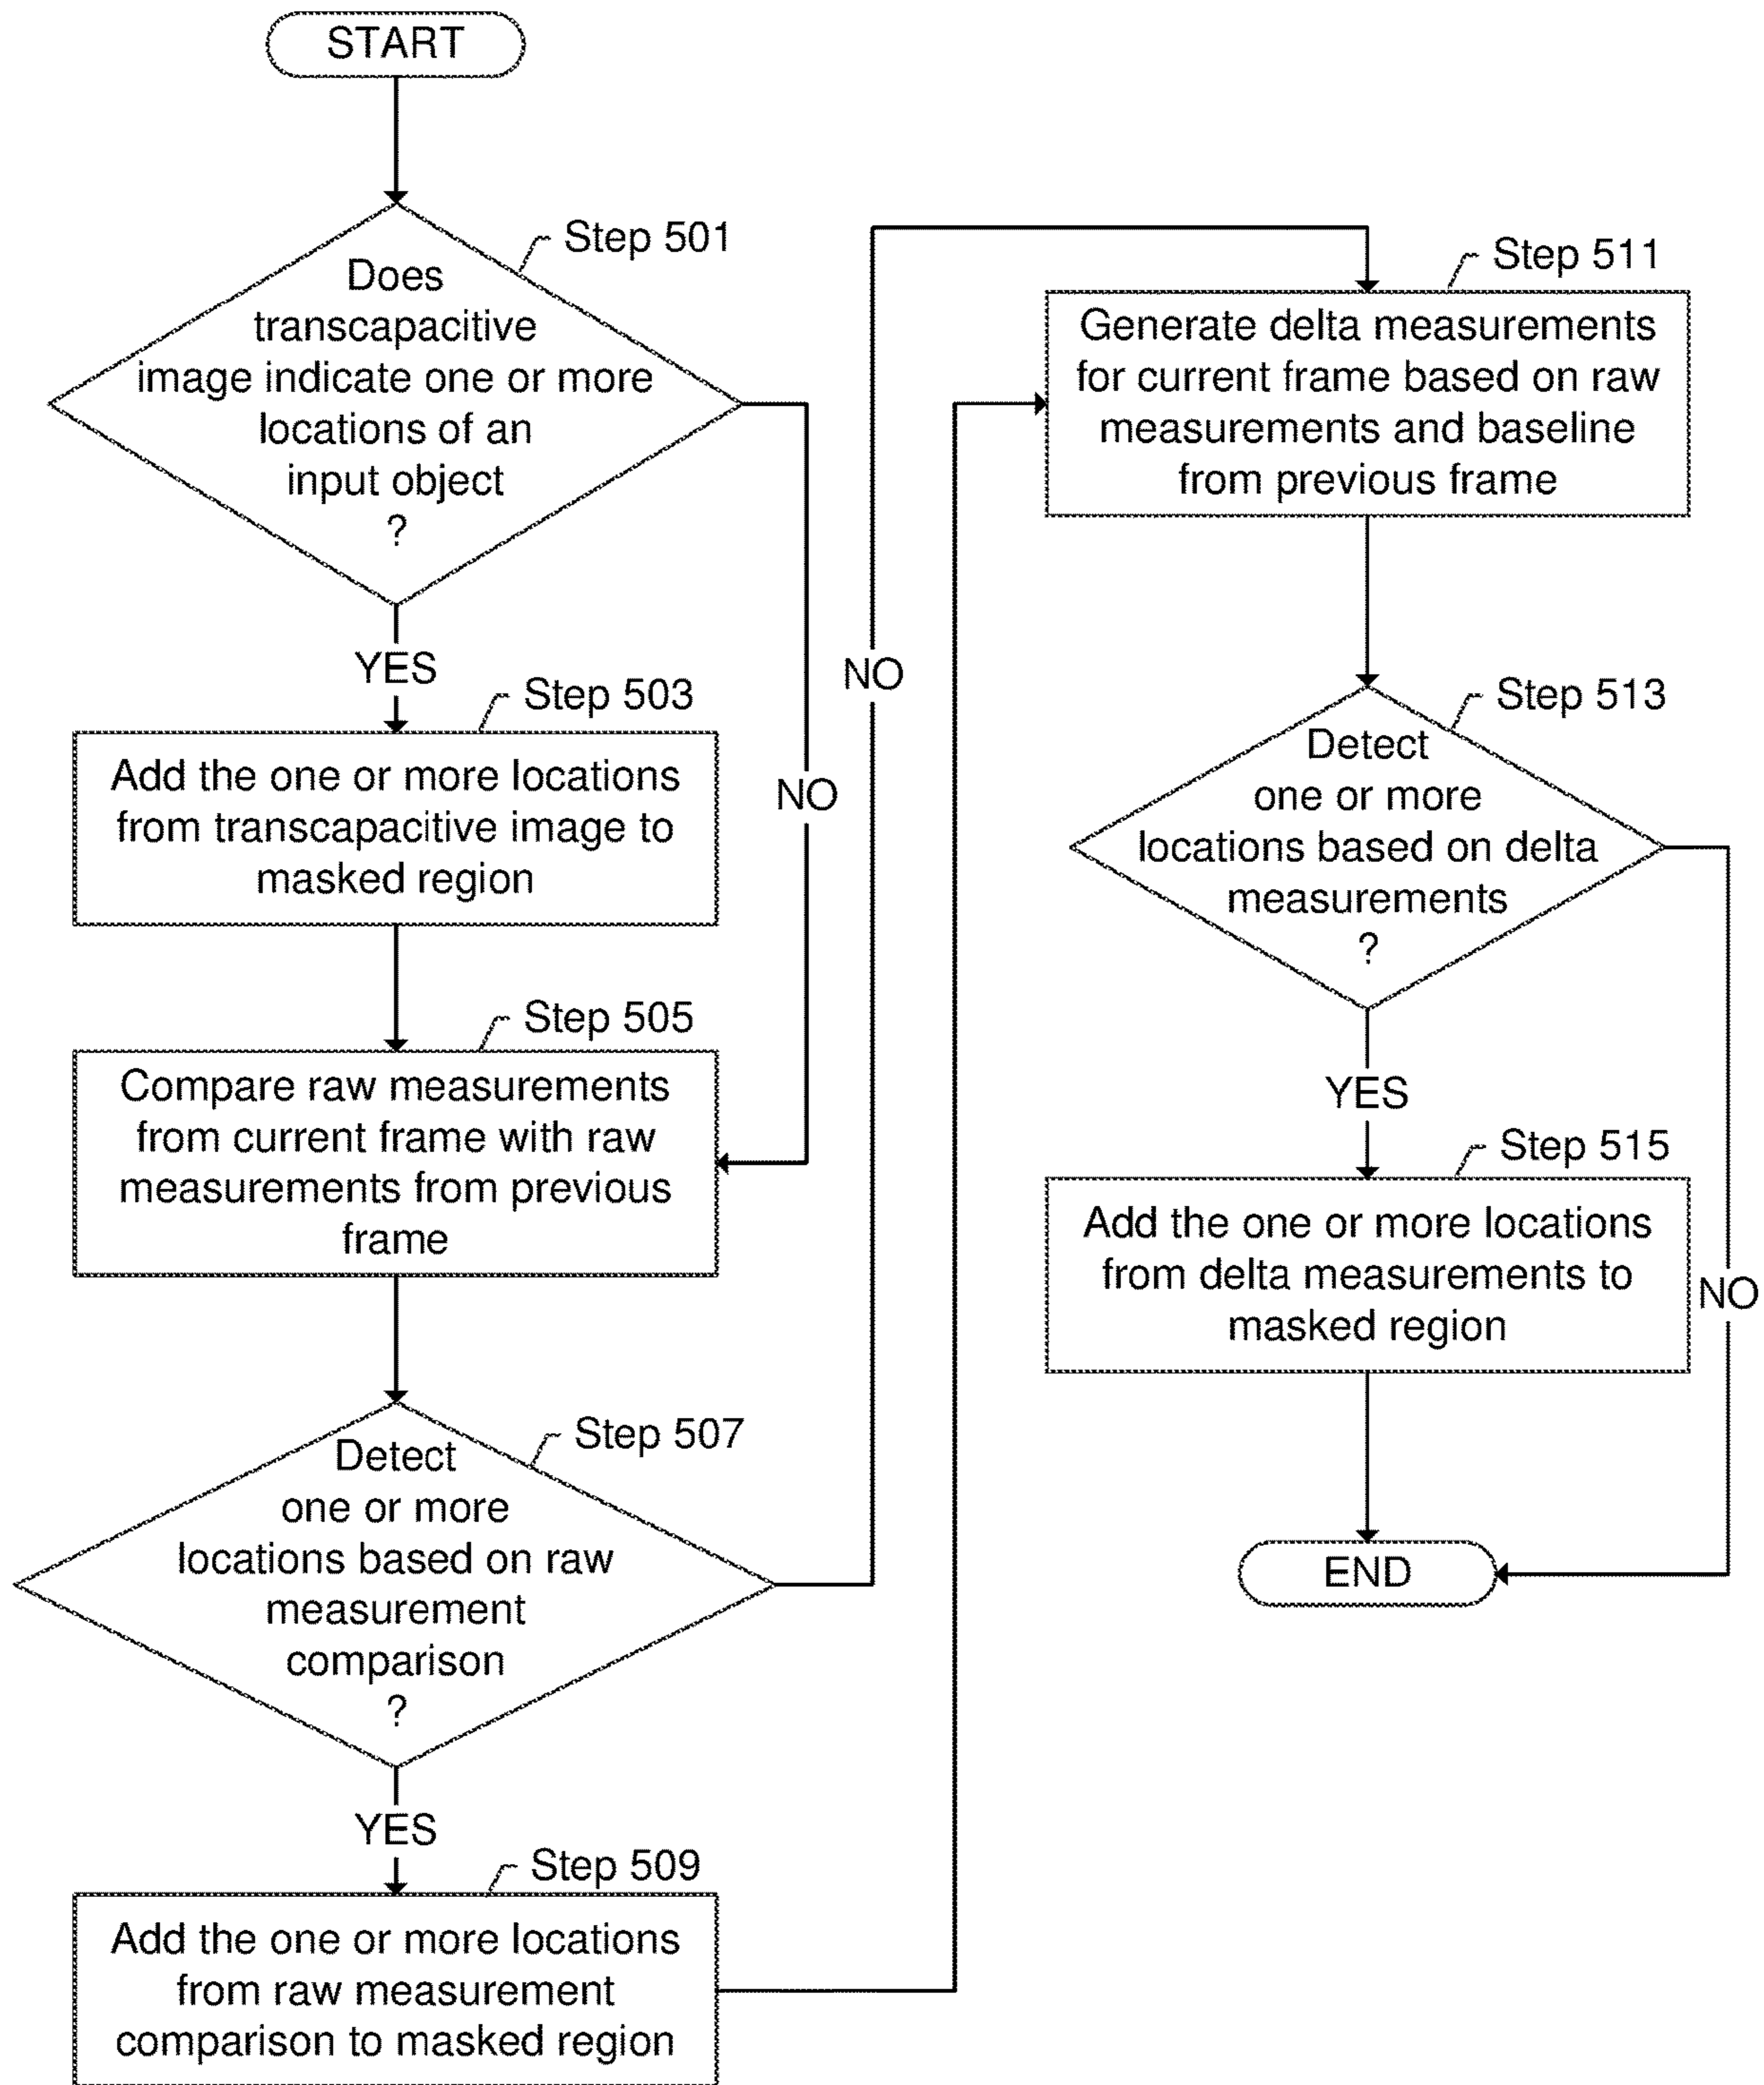 START
Step 501
Does
transcapacitive
image indicate one or more
locations of an
input object
?
YES
NO
Step 503
Add the one or more locations
from transcapacitive image to
masked region
Step 505
Compare raw measurements
from current frame with raw
measurements from previous
frame
Step 507
Detect
one or more
locations based on raw
measurement
comparison
?
NO
YES
Step 509
Add the one or more locations
from raw measurement
comparison to masked region
Step 511
Generate delta measurements
for current frame based on raw
measurements and baseline
from previous frame
Step 513
Detect
one or more
locations based on delta
measurements
?
YES
Step 515
Add the one or more locations
from delta measurements to
masked region
NO
END